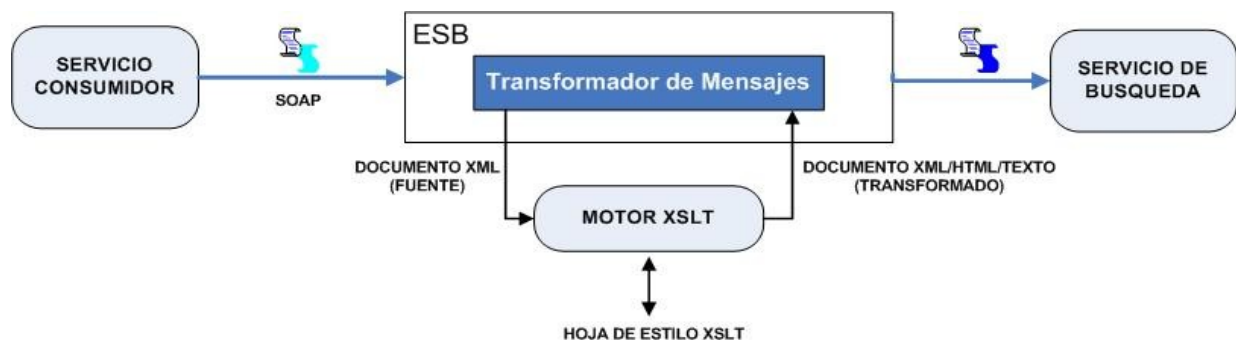 ESB
SERVICIO
CONSUMIDOR
SOAP
Transformador de Mensajes
SERVICIO DE
BUSQUEDA
DOCUMENTO XML
(FUENTE)
DOCUMENTO XML/HTML/TEXTO
(TRANSFORMADO)
MOTOR XSLT
HOJA DE ESTILO XSLT